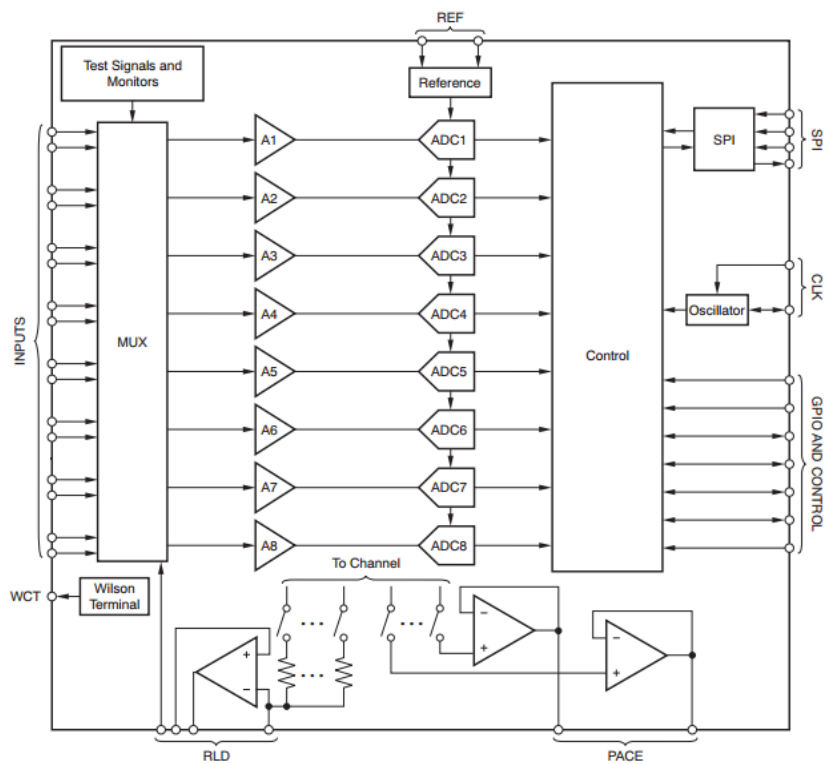 REF
Test Signals and
Monitors
Reference
A1
ADC1
SPI
SPI
A2
ADC2
A3
ADC3
CLK
A4
ADC4
Oscillator
INPUTS
MUX
Control
A5
ADC5
A6
ADC6
GPIO AND CONTROL
A7
ADC7
A8
ADC8
To Channel
WCT
Wilson
Terminal
...
...
-
+
-
+
+
-
...
RLD
PACE